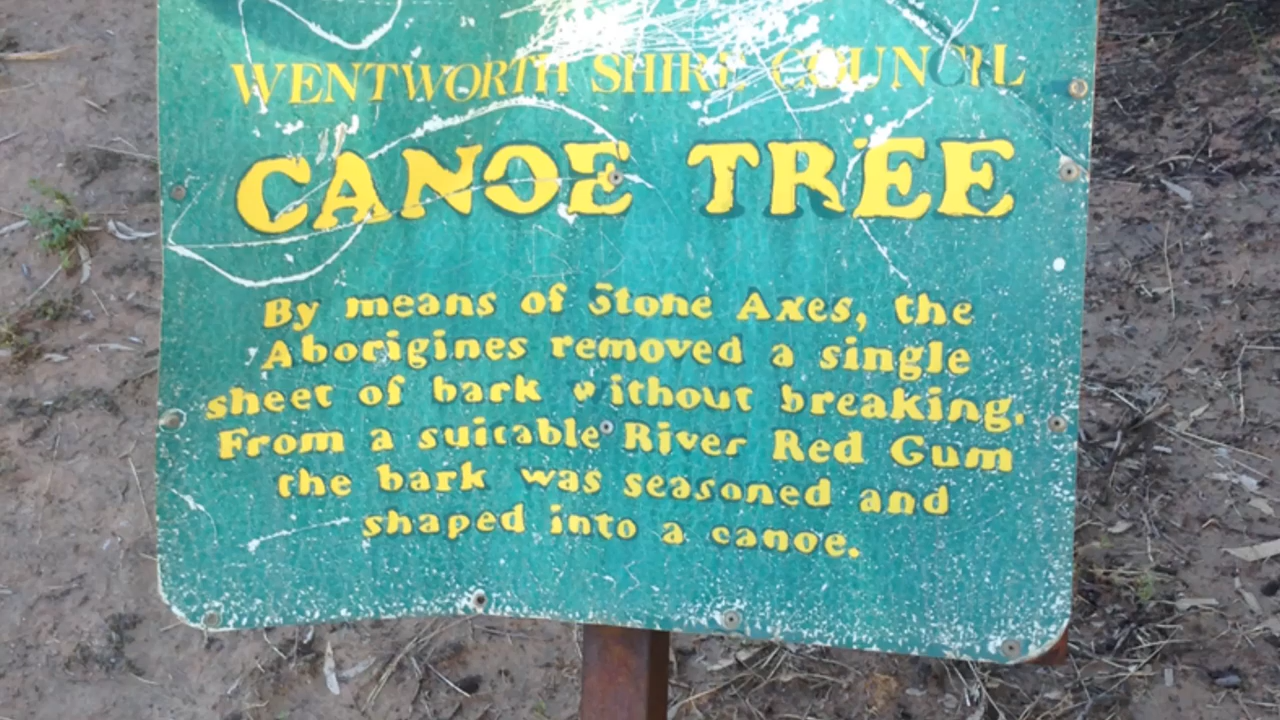 WENTWORTH SHIRE COUNCIL
CANOE TREE
By means of Stone Axes, the
Aborigines removed a single
sheet of bark without breaking.
From a suitable River Red Gum
the bark was seasoned and
shaped into a canoe.